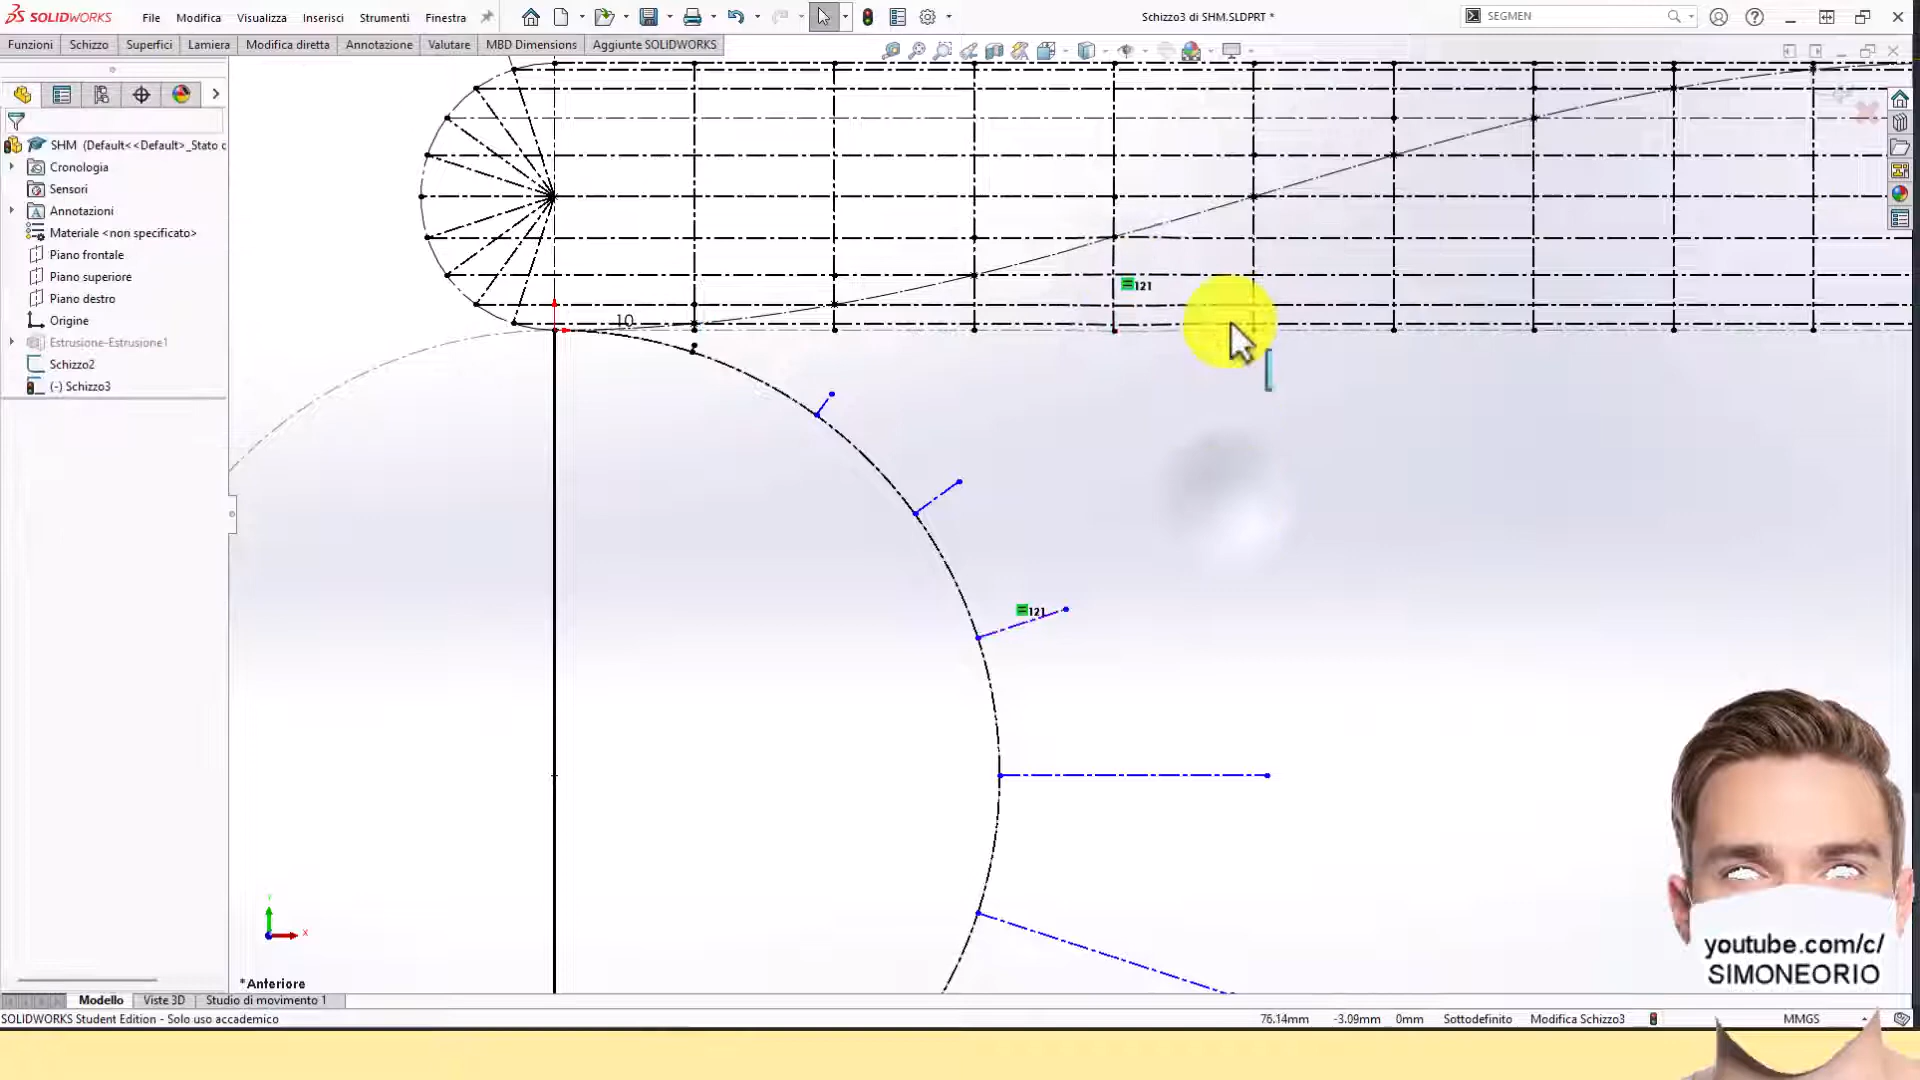 SOLIDWORKS File Modifica Visualizza Inserisci Strumenti Finestra Schizzo3 di SHM.SLDPRT * SEGMEN
Funzioni Schizzo Superfici Lamiera Modifica diretta Annotazione Valutare MBD Dimensions Aggiunte SOLIDWORKS
SHM (Default<<Default>_Stato c
Cronologia
Sensori
Annotazioni
Materiale <non specificato>
Piano frontale
Piano superiore
Piano destro
Origine
Estrusione-Estrusione1
Schizzo2
(-) Schizzo3
121
10
121
Y
X
*Anteriore
youtube.com/c/
SIMONEORIO
Modello Viste 3D Studio di movimento 1
SOLIDWORKS Student Edition - Solo uso accademico 76.14mm -3.09mm 0mm Sottodefinito Modifica Schizzo3 MMGS